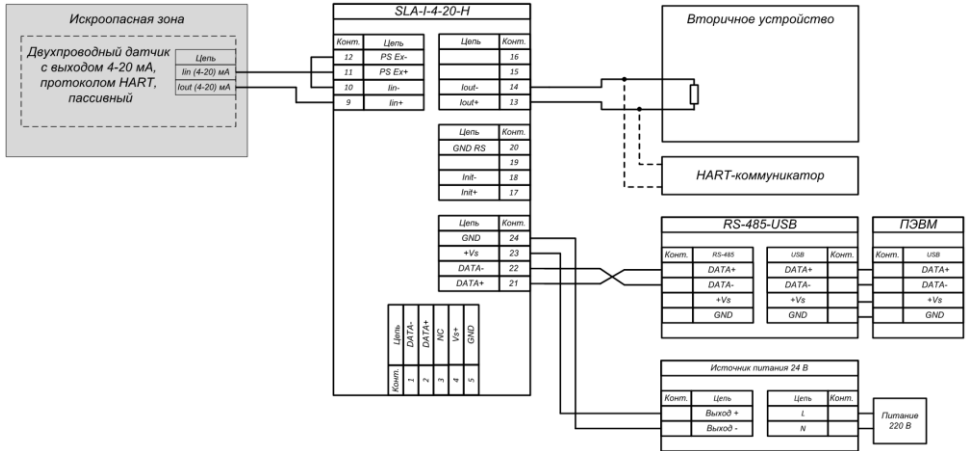 Искроопасная зона
Двухпроводный датчик
с выходом 4-20 мА,
протоколом HART,
пассивный
Цепь
Iin (4-20) мА
Iout (4-20) мА
SLA-I-4-20-H
Конт. Цепь
12 PS Ex-
11 PS Ex+
10 Iin-
9 Iin+
Цепь Конт.
16
15
Iout- 14
Iout+ 13
Цепь Конт.
GND RS 20
19
Init- 18
Init+ 17
Цепь Конт.
GND 24
+Vs 23
DATA- 22
DATA+ 21
Конт. Цепь
1 DATA-
2 DATA+
3 NC
4 Vs+
5 GND
Вторичное устройство
HART-коммуникатор
RS-485-USB
Конт. RS-485
DATA+
DATA-
+Vs
GND
USB Конт.
DATA+
DATA-
+Vs
GND
ПЭВМ
Конт. USB
DATA+
DATA-
+Vs
GND
Источник питания 24 В
Конт. Цепь
Выход +
Выход -
Цепь Конт.
L
N
Питание
220 В